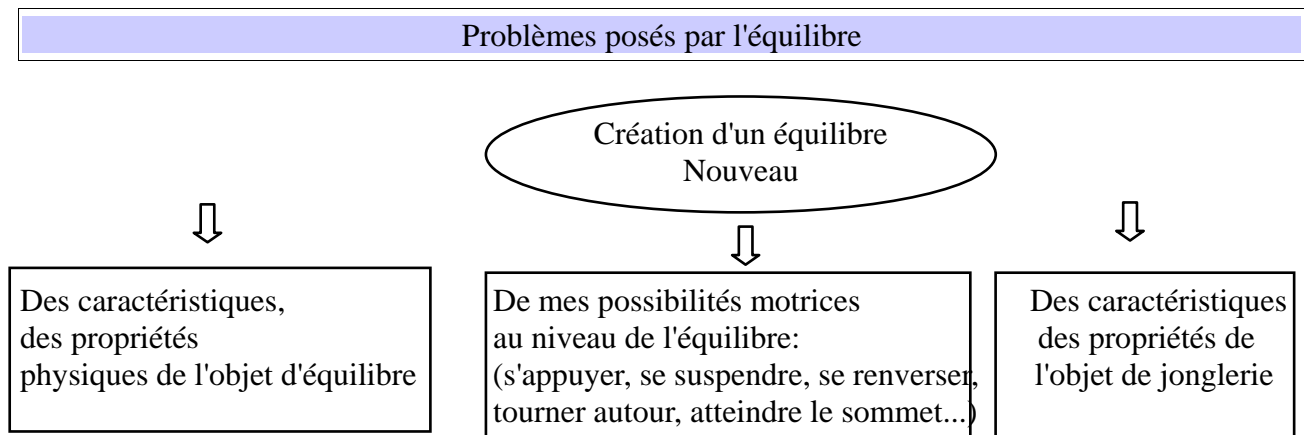 Problèmes posés par l'équilibre
Création d'un équilibre
Nouveau
Des caractéristiques,
des propriétés
physiques de l'objet d'équilibre
De mes possibilités motrices
au niveau de l'équilibre:
(s'appuyer, se suspendre, se renverser,
tourner autour, atteindre le sommet...)
Des caractéristiques
des propriétés de
l'objet de jonglerie